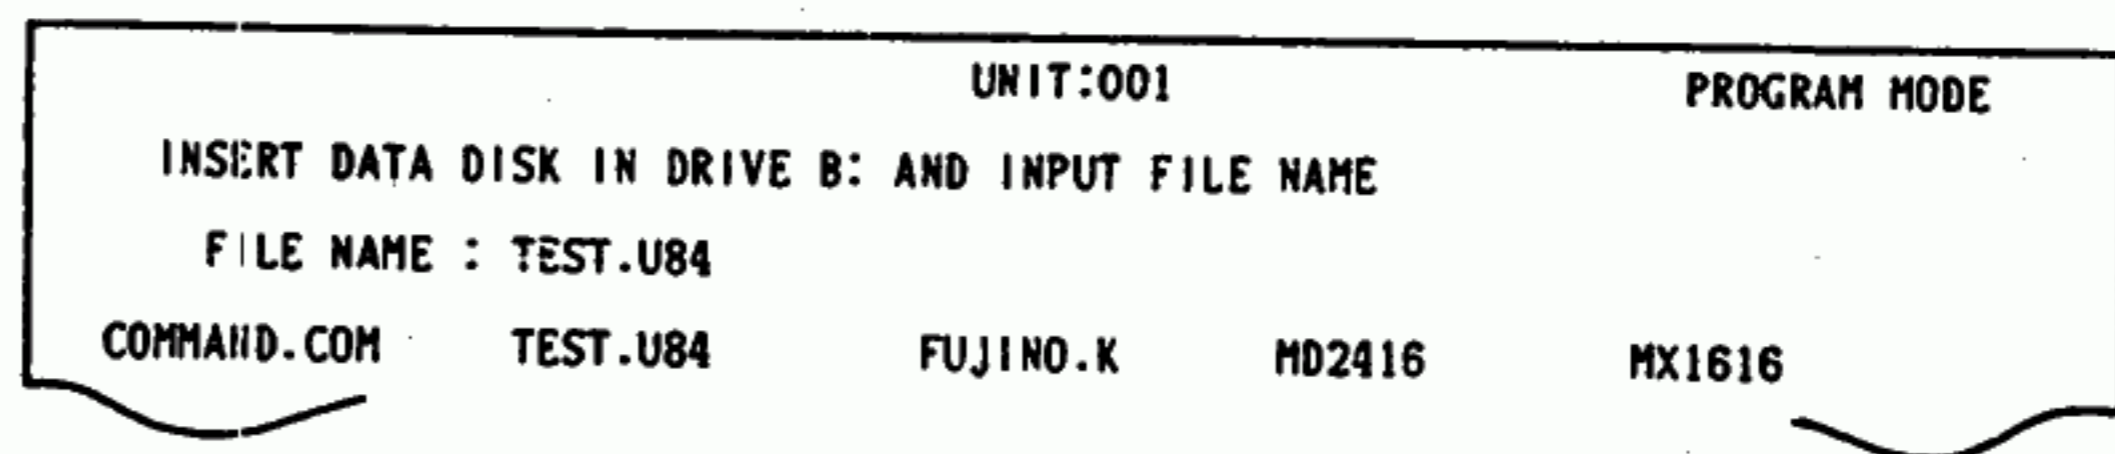 UNIT:001 PROGRAM MODE
INSERT DATA DISK IN DRIVE B: AND INPUT FILE NAME
FILE NAME : TEST.U84
COMMAND.COM TEST.U84 FUJINO.K MD2416 MX1616